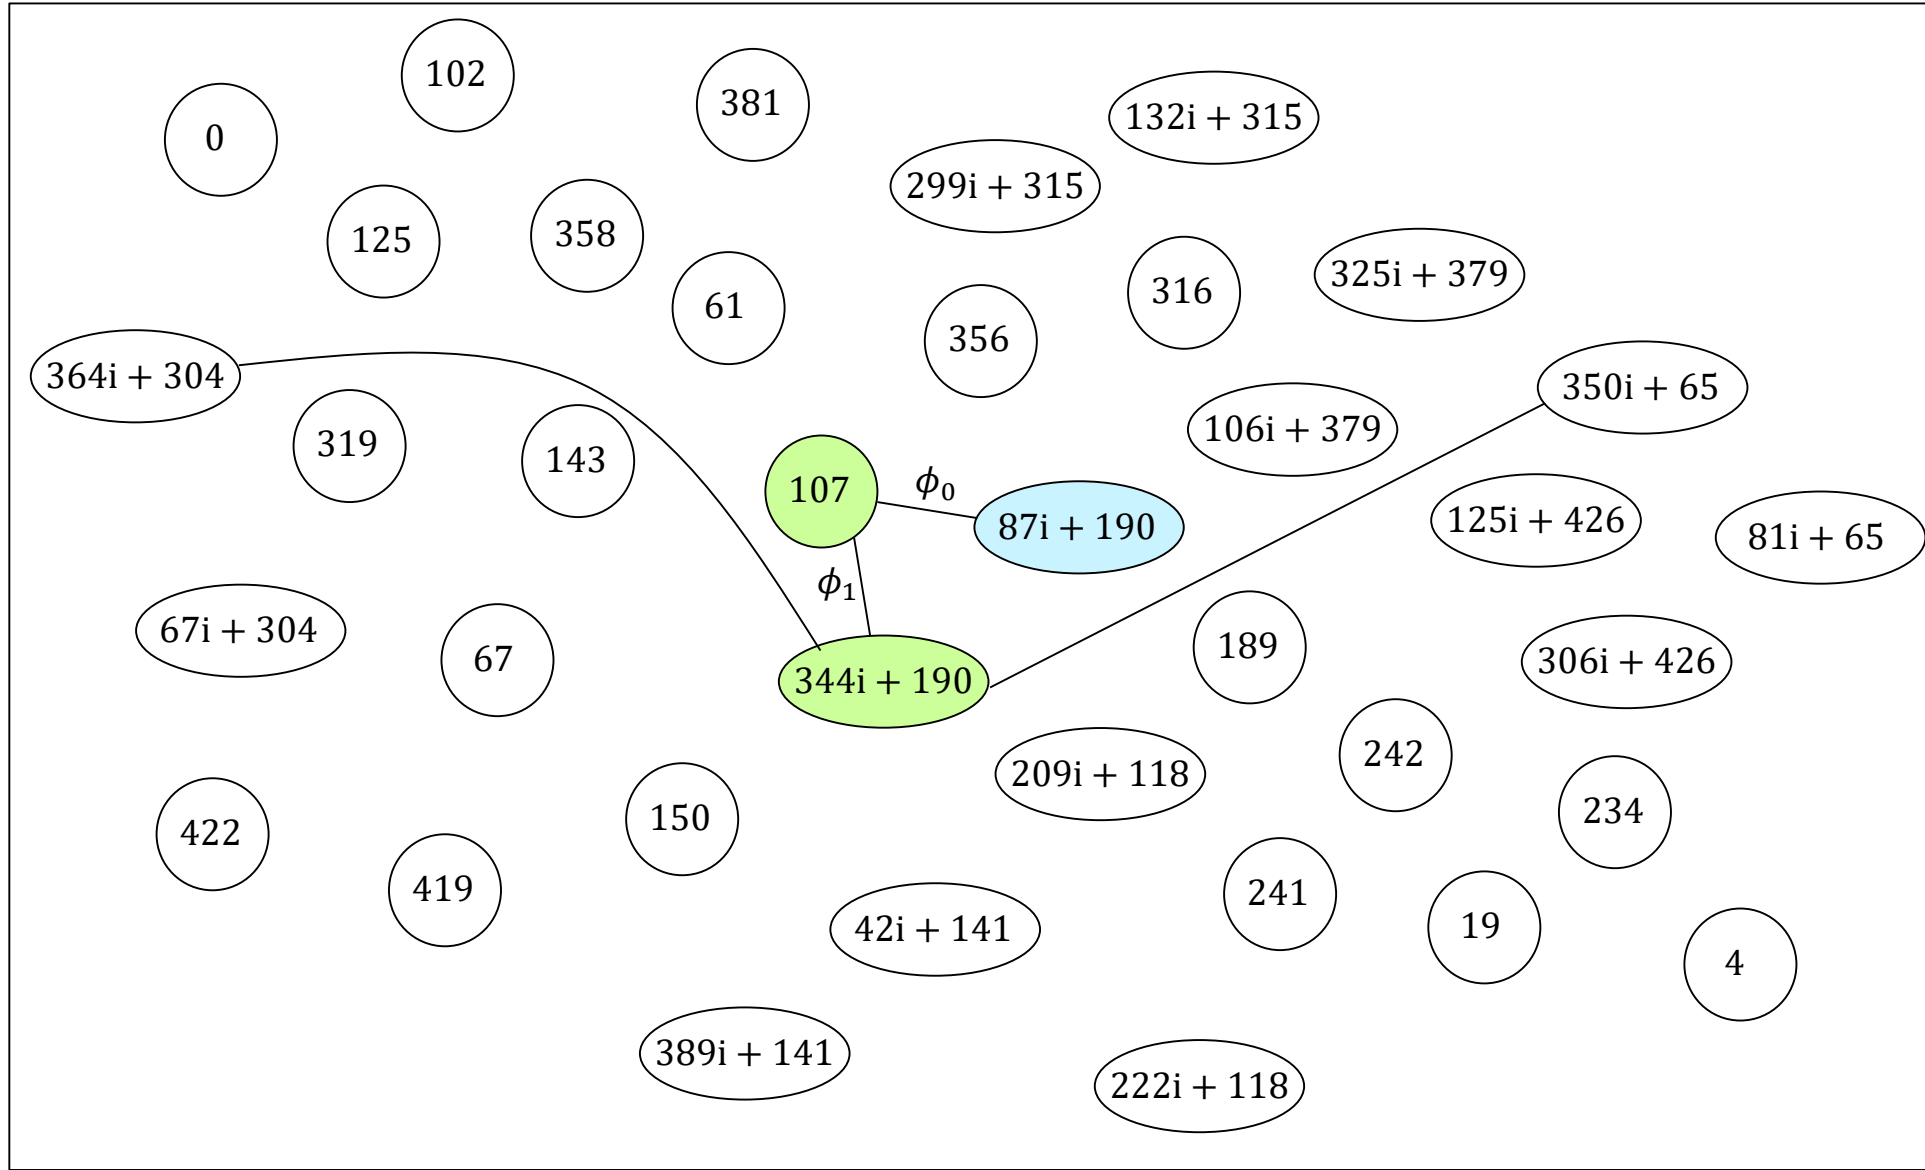 102
381
132i + 315
0
299i + 315
125
358
61
316
325i + 379
356
364i + 304
350i + 65
319
143
106i + 379
107
ϕ₀
87i + 190
125i + 426
81i + 65
ϕ₁
67i + 304
67
344i + 190
189
306i + 426
209i + 118
242
422
150
234
419
241
42i + 141
19
4
389i + 141
222i + 118